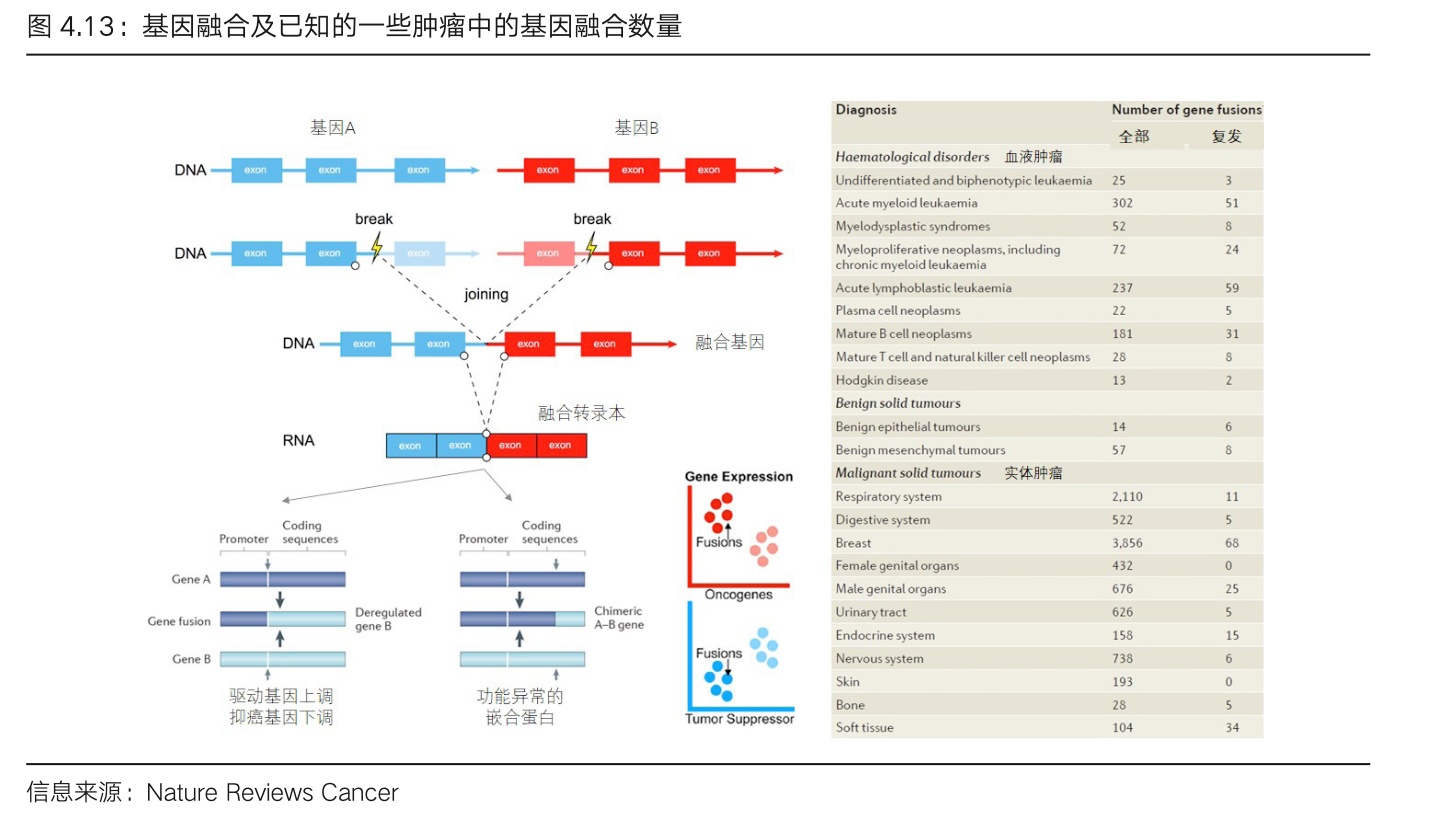 图 4.13：基因融合及已知的一些肿瘤中的基因融合数量
基因A
基因B
DNA exon exon exon exon exon exon
break
break
DNA exon exon exon exon exon exon
joining
DNA exon exon exon exon
融合基因
融合转录本
RNA
exon exon exon exon
Promoter
Coding
sequences
Gene A
Gene fusion
Deregulated
gene B
Gene B
驱动基因上调
抑癌基因下调
Promoter
Coding
sequences
Chimeric
A–B gene
功能异常的
嵌合蛋白
Gene Expression
Fusions
Oncogenes
Fusions
Tumor Suppressor
Diagnosis Number of gene fusions
全部 复发
Haematological disorders 血液肿瘤
Undifferentiated and biphenotypic leukaemia 25 3
Acute myeloid leukaemia 302 51
Myelodysplastic syndromes 52 8
Myeloproliferative neoplasms, including 72 24
chronic myeloid leukaemia
Acute lymphoblastic leukaemia 237 59
Plasma cell neoplasms 22 5
Mature B cell neoplasms 181 31
Mature T cell and natural killer cell neoplasms 28 8
Hodgkin disease 13 2
Benign solid tumours
Benign epithelial tumours 14 6
Benign mesenchymal tumours 57 8
Malignant solid tumours 实体肿瘤
Respiratory system 2,110 11
Digestive system 522 5
Breast 3,856 68
Female genital organs 432 0
Male genital organs 676 25
Urinary tract 626 5
Endocrine system 158 15
Nervous system 738 6
Skin 193 0
Bone 28 5
Soft tissue 104 34
信息来源：Nature Reviews Cancer